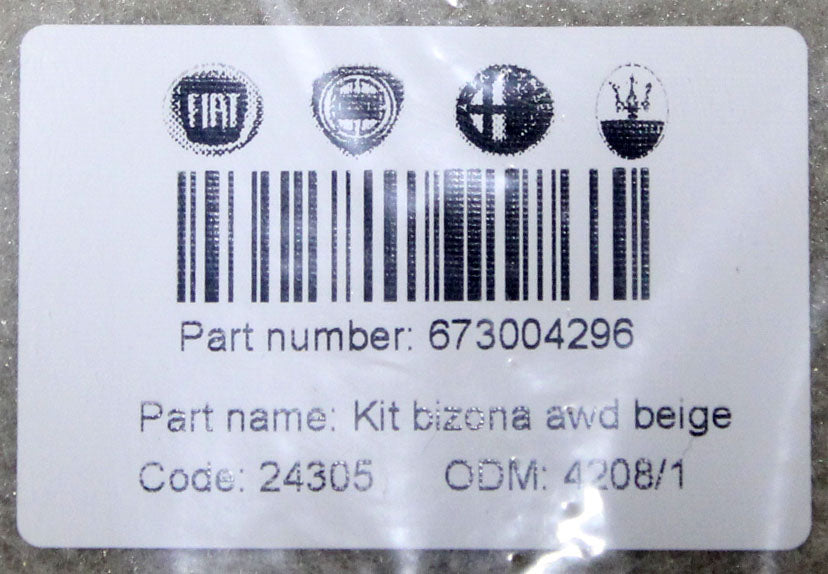 FIAT
Part number: 673004296
Part name: Kit bizona awd beige
Code: 24305 ODM: 4208/1